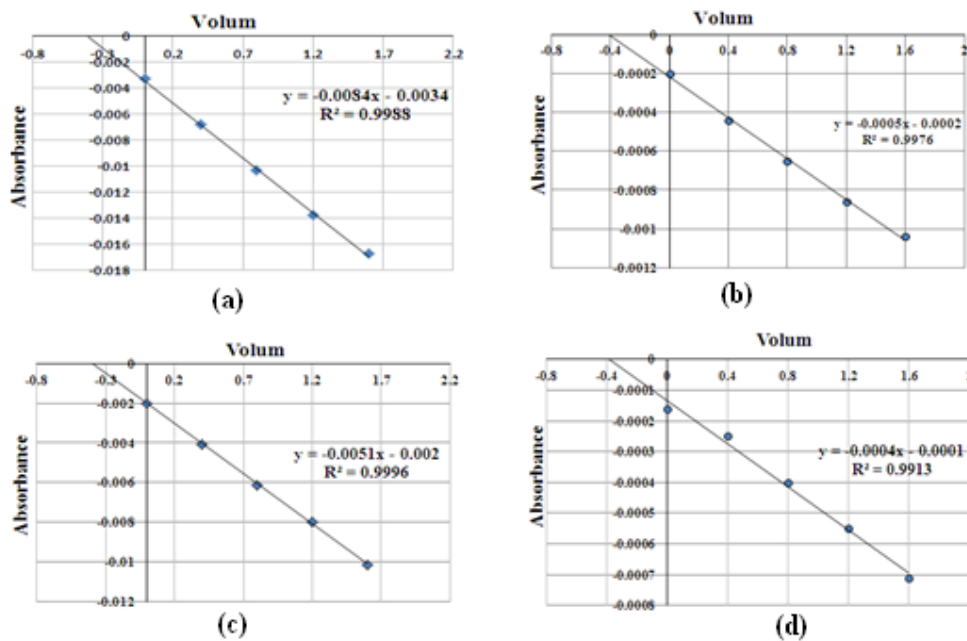 Volum
0
-0.8 -0.3 0.2 0.7 1.2 1.7 2.2
-0.002
-0.004
-0.006
-0.008
-0.01
-0.012
-0.014
-0.016
-0.018
Absorbance
y = -0.0084x - 0.0034
R² = 0.9988
(a)
Volum
0
-0.8 -0.4 0 0.4 0.8 1.2 1.6 2
-0.0002
-0.0004
-0.0006
-0.0008
-0.001
-0.0012
Absorbance
y = -0.0005x - 0.0002
R² = 0.9976
(b)
Volum
0
-0.8 -0.3 0.2 0.7 1.2 1.7 2.2
-0.002
-0.004
-0.006
-0.008
-0.01
-0.012
Absorbance
y = -0.0051x - 0.002
R² = 0.9996
(c)
Volum
0
-0.8 -0.4 0 0.4 0.8 1.2 1.6
-0.0001
-0.0002
-0.0003
-0.0004
-0.0005
-0.0006
-0.0007
-0.0008
Absorbance
y = -0.0004x - 0.0001
R² = 0.9913
(d)